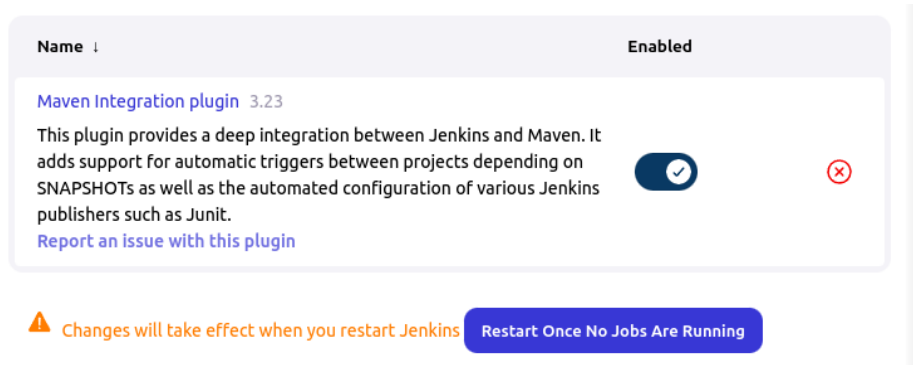 Name ↓ Enabled
Maven Integration plugin 3.23
This plugin provides a deep integration between Jenkins and Maven. It
adds support for automatic triggers between projects depending on
SNAPSHOTs as well as the automated configuration of various Jenkins
publishers such as Junit.
Report an issue with this plugin
Changes will take effect when you restart Jenkins Restart Once No Jobs Are Running